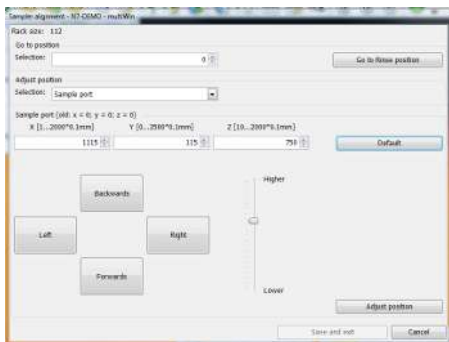 Sampler alignment - N7-DEMO - multiWin
Rack size: 112
Go to position
Selection: 0 Go to Rinse position
Adjust position
Selection: Sample port
Sample port (old: x = 0; y = 0; z = 0)
X [1...2000*0.1mm] Y [0...3500*0.1mm] Z [10...2000*0.1mm]
1115 115 750 Default
Backwards
Higher
Left Right
Forwards
Lower
Adjust position
Save and exit Cancel